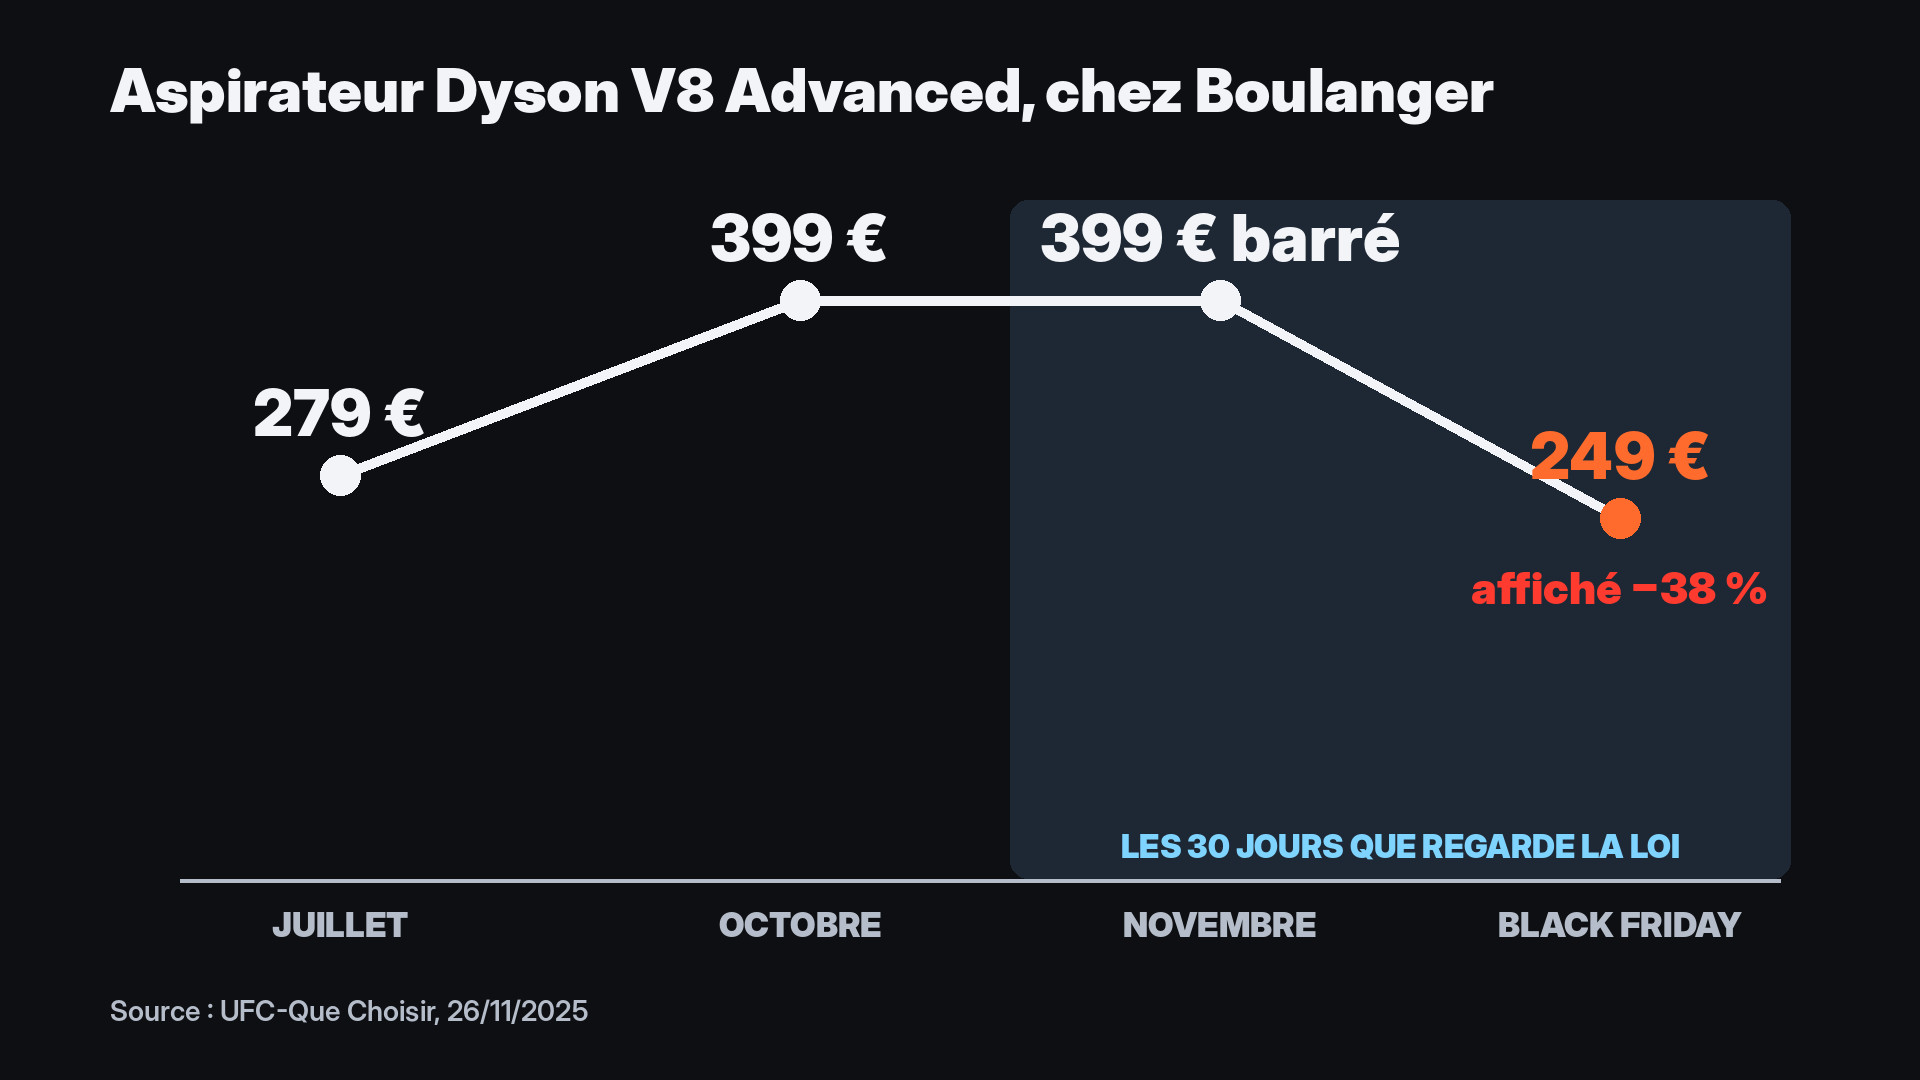 Aspirateur Dyson V8 Advanced, chez Boulanger
399 €
399 € barré
279 €
249 €
affiché −38 %
LES 30 JOURS QUE REGARDE LA LOI
JUILLET
OCTOBRE
NOVEMBRE
BLACK FRIDAY
Source : UFC-Que Choisir, 26/11/2025